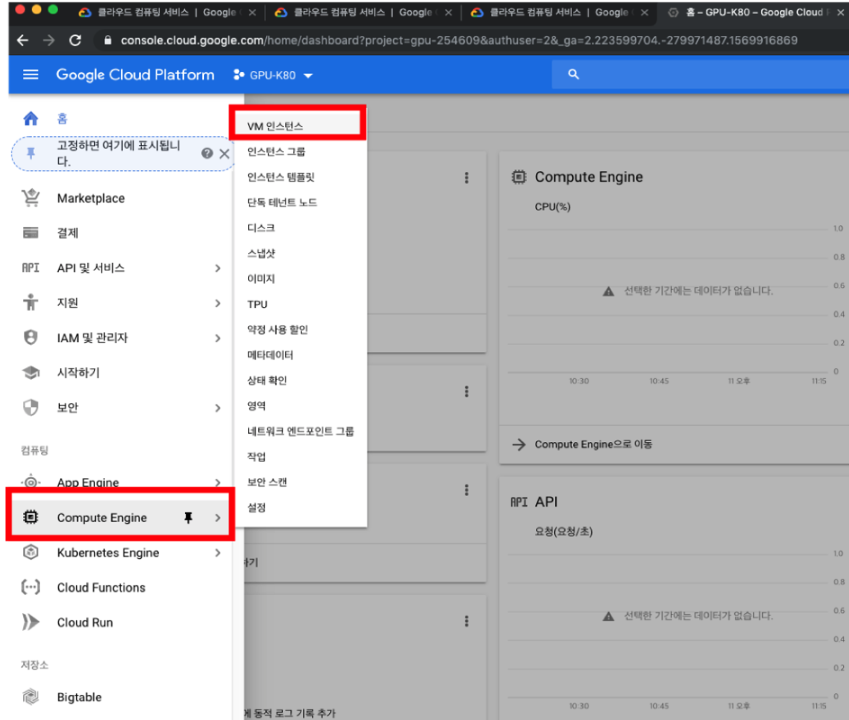 클라우드 컴퓨팅 서비스 | Google
클라우드 컴퓨팅 서비스 | Google
클라우드 컴퓨팅 서비스 | Google
홈 – GPU-K80 – Google Cloud
console.cloud.google.com/home/dashboard?project=gpu-254609&authuser=2&_ga=2.223599704.-279971487.1569916869
Google Cloud Platform
GPU-K80
홈
고정하면 여기에 표시됩니
다.
Marketplace
결제
API
API 및 서비스
지원
IAM 및 관리자
시작하기
보안
컴퓨팅
App Engine
Compute Engine
Kubernetes Engine
Cloud Functions
Cloud Run
저장소
Bigtable
VM 인스턴스
인스턴스 그룹
인스턴스 템플릿
단독 테넌트 노드
디스크
스냅샷
이미지
TPU
약정 사용 할인
메타데이터
상태 확인
영역
네트워크 엔드포인트 그룹
작업
보안 스캔
설정
하기
에 동적 로그 기록 추가
Compute Engine
CPU(%)
1.0
0.8
선택한 기간에는 데이터가 없습니다.
0.6
0.4
0.2
0
10:30
10:45
11 오후
11:15
Compute Engine으로 이동
API
API
요청(요청/초)
1.0
0.8
선택한 기간에는 데이터가 없습니다.
0.6
0.4
0.2
0
10:30
10:45
11 오후
11:15